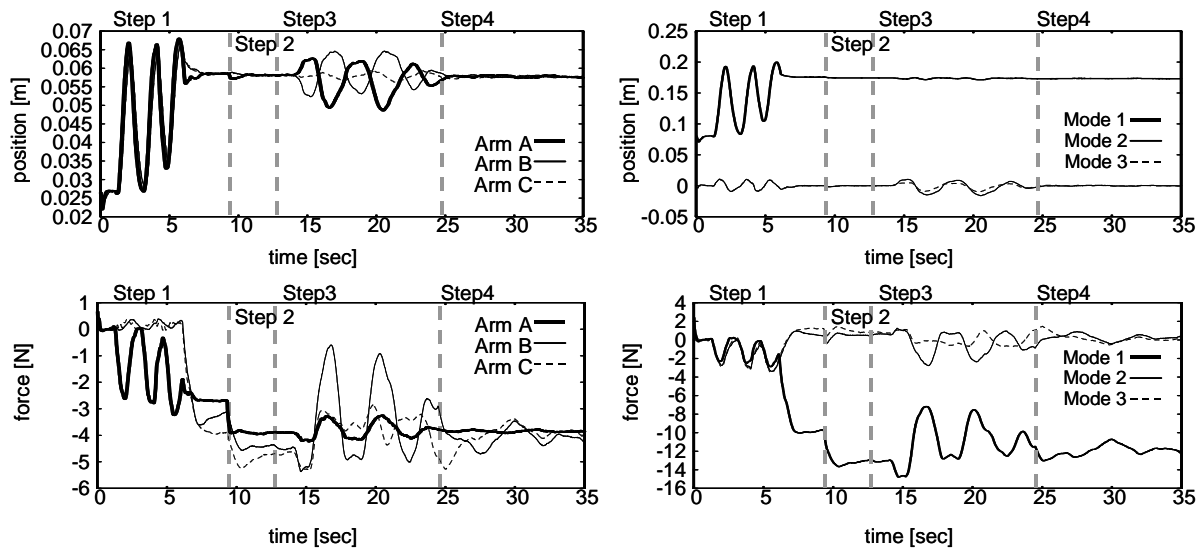 Step 1 Step3 Step4
0.07
0.065
0.06
0.055
0.05
0.045
0.04
0.035
0.03
0.025
0.02
Step 2
position [m]
Arm A
Arm B
Arm C
0 5 10 15 20 25 30 35
time [sec]
Step 1 Step3 Step4
0.25
0.20
0.15
0.10
0.05
0
-0.05
Step 2
position [m]
Mode 1
Mode 2
Mode 3
0 5 10 15 20 25 30 35
time [sec]
Step 1 Step3 Step4
0
-1
-2
-3
-4
-5
-6
Step 2
force [N]
Arm A
Arm B
Arm C
0 5 10 15 20 25 30 35
time [sec]
Step 1 Step3 Step4
4
2
0
-2
-4
-6
-8
-10
-12
-14
-16
Step 2
force [N]
Mode 1
Mode 2
Mode 3
0 5 10 15 20 25 30 35
time [sec]